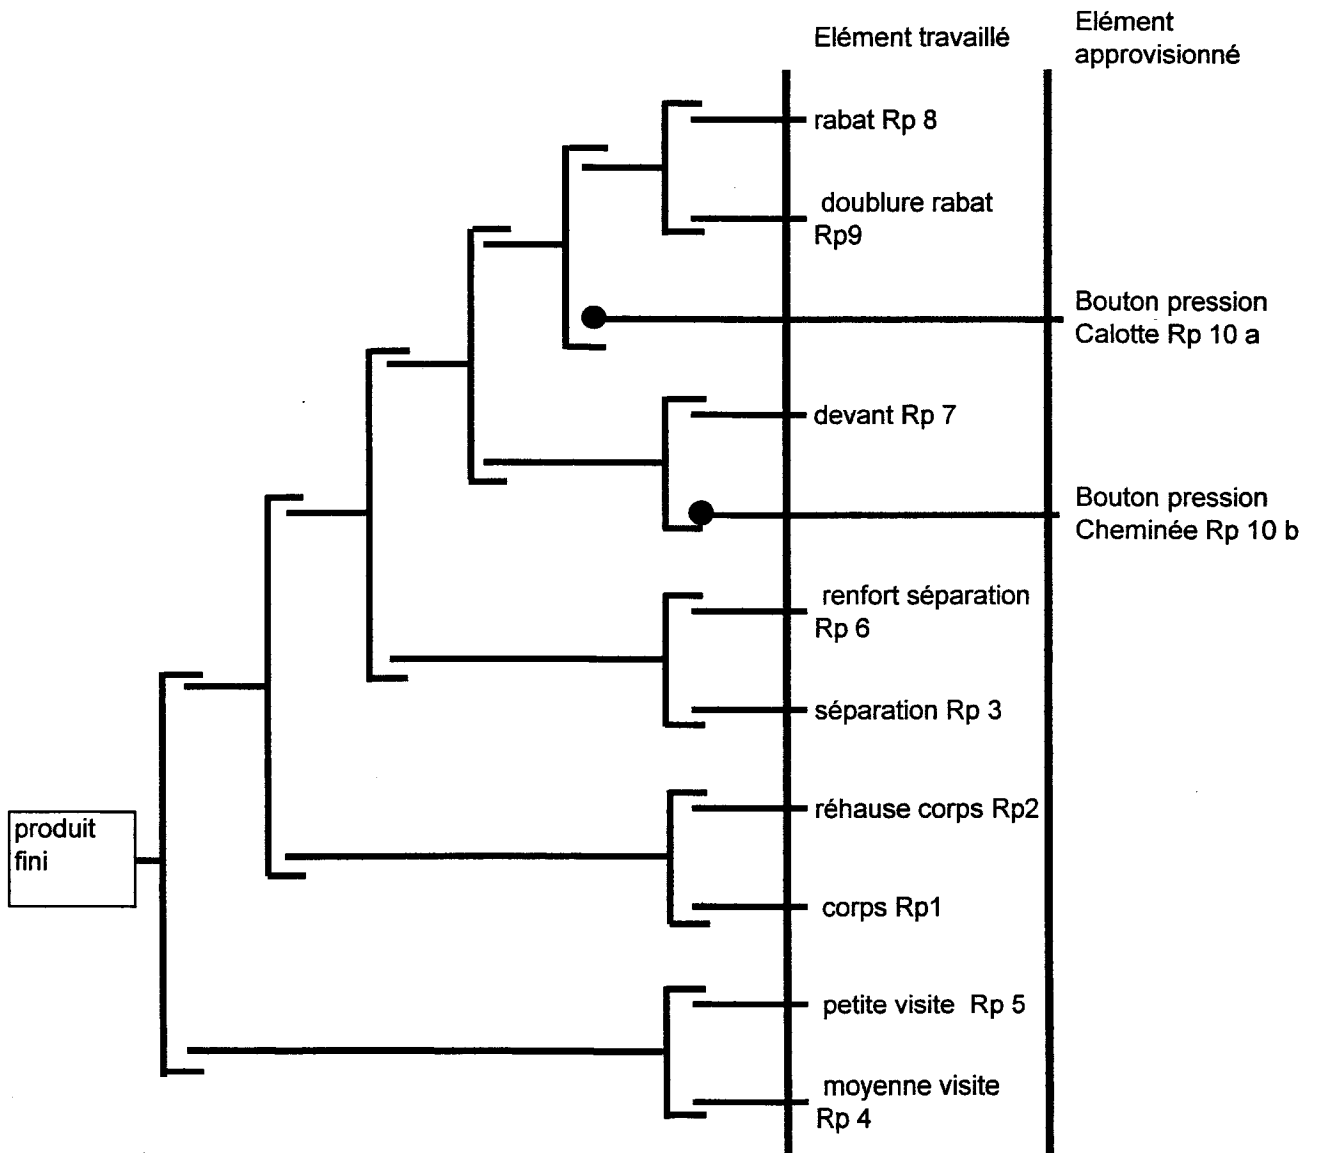 Elément travaillé
Elément
approvisionné
rabat Rp 8
doublure rabat
Rp9
Bouton pression
Calotte Rp 10 a
devant Rp 7
Bouton pression
Cheminée Rp 10 b
renfort séparation
Rp 6
séparation Rp 3
réhause corps Rp2
produit
fini
corps Rp1
petite visite Rp 5
moyenne visite
Rp 4